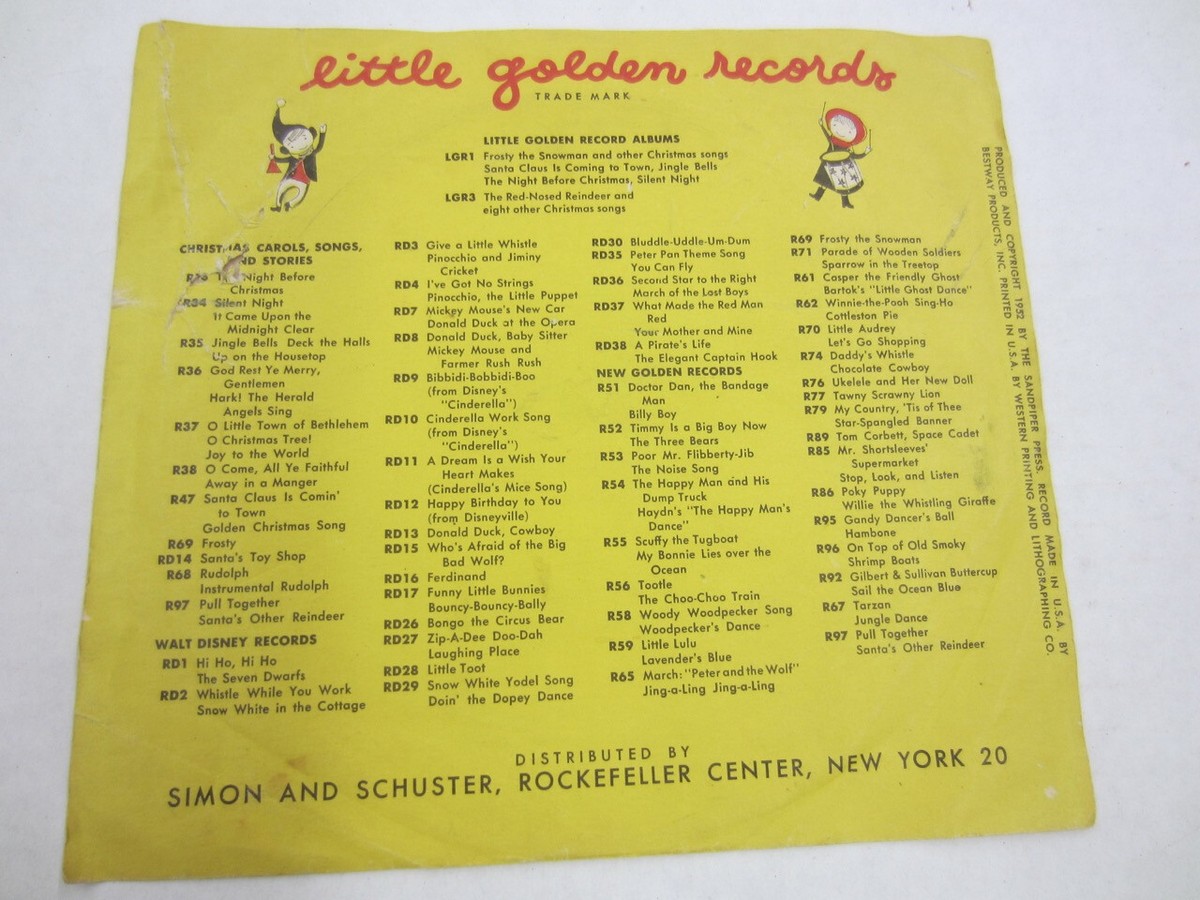 little golden records
TRADE MARK
LITTLE GOLDEN RECORD ALBUMS
LGR1 Frosty the Snowman and other Christmas songs
Santa Claus Is Coming to Town, Jingle Bells
The Night Before Christmas, Silent Night
LGR3 The Red-Nosed Reindeer and
eight other Christmas songs
CHRISTMAS CAROLS, SONGS,
AND STORIES
Night Before
Christmas
R34 Silent Night
It Came Upon the
Midnight Clear
R35 Jingle Bells Deck the Halls
Up on the Housetop
R36 God Rest Ye Merry,
Gentlemen
Hark! The Herald
Angels Sing
R37 O Little Town of Bethlehem
O Christmas Tree!
Joy to the World
R38 O Come, All Ye Faithful
Away in a Manger
R47 Santa Claus Is Comin'
to Town
Golden Christmas Song
R69 Frosty
RD14 Santa's Toy Shop
R68 Rudolph
Instrumental Rudolph
R97 Pull Together
Santa's Other Reindeer
WALT DISNEY RECORDS
RD1 Hi Ho, Hi Ho
The Seven Dwarfs
RD2 Whistle While You Work
Snow White in the Cottage
RD3 Give a Little Whistle
Pinocchio and Jiminy
Cricket
RD4 I've Got No Strings
Pinocchio, the Little Puppet
RD7 Mickey Mouse's New Car
Donald Duck at the Opera
RD8 Donald Duck, Baby Sitter
Mickey Mouse and
Farmer Rush Rush
RD9 Bibbidi-Bobbidi-Boo
(from Disney's
"Cinderella")
RD10 Cinderella Work Song
(from Disney's
"Cinderella")
RD11 A Dream Is a Wish Your
Heart Makes
(Cinderella's Mice Song)
RD12 Happy Birthday to You
(from Disneyville)
RD13 Donald Duck, Cowboy
RD15 Who's Afraid of the Big
Bad Wolf?
RD16 Ferdinand
RD17 Funny Little Bunnies
Bouncy-Bouncy-Bally
RD26 Bongo the Circus Bear
RD27 Zip-A-Dee Doo-Dah
Laughing Place
RD28 Little Toot
RD29 Snow White Yodel Song
Doin' the Dopey Dance
RD30 Bluddle-Uddle-Um-Dum
RD35 Peter Pan Theme Song
You Can Fly
RD36 Second Star to the Right
March of the Lost Boys
RD37 What Made the Red Man
Red
Your Mother and Mine
RD38 A Pirate's Life
The Elegant Captain Hook
NEW GOLDEN RECORDS
R51 Doctor Dan, the Bandage
Man
Billy Boy
R52 Timmy Is a Big Boy Now
The Three Bears
R53 Poor Mr. Flibberty-Jib
The Noise Song
R54 The Happy Man and His
Dump Truck
Haydn's "The Happy Man's
Dance"
R55 Scuffy the Tugboat
My Bonnie Lies over the
Ocean
R56 Tootle
The Choo-Choo Train
R58 Woody Woodpecker Song
Woodpecker's Dance
R59 Little Lulu
Lavender's Blue
R65 March: "Peter and the Wolf"
Jing-a-Ling Jing-a-Ling
R69 Frosty the Snowman
R71 Parade of Wooden Soldiers
Sparrow in the Treetop
R61 Casper the Friendly Ghost
Bartok's "Little Ghost Dance"
R62 Winnie-the-Pooh Sing-Ho
Cottleston Pie
R70 Little Audrey
Let's Go Shopping
R74 Daddy's Whistle
Chocolate Cowboy
R76 Ukelele and Her New Doll
R77 Tawny Scrawny Lion
R79 My Country, 'Tis of Thee
Star-Spangled Banner
R89 Tom Corbett, Space Cadet
R85 Mr. Shortsleeves'
Supermarket
Stop, Look, and Listen
R86 Poky Puppy
Willie the Whistling Giraffe
R95 Gandy Dancer's Ball
Hambone
R96 On Top of Old Smoky
Shrimp Boats
R92 Gilbert & Sullivan Buttercup
Sail the Ocean Blue
R67 Tarzan
Jungle Dance
R97 Pull Together
Santa's Other Reindeer
PRODUCED AND COPYRIGHT 1952 BY THE SANDPIPER PRESS. RECORD MADE IN U.S.A. BY
BESTWAY PRODUCTS, INC. PRINTED IN U.S.A. BY WESTERN PRINTING AND LITHOGRAPHING CO.
DISTRIBUTED BY
SIMON AND SCHUSTER, ROCKEFELLER CENTER, NEW YORK 20